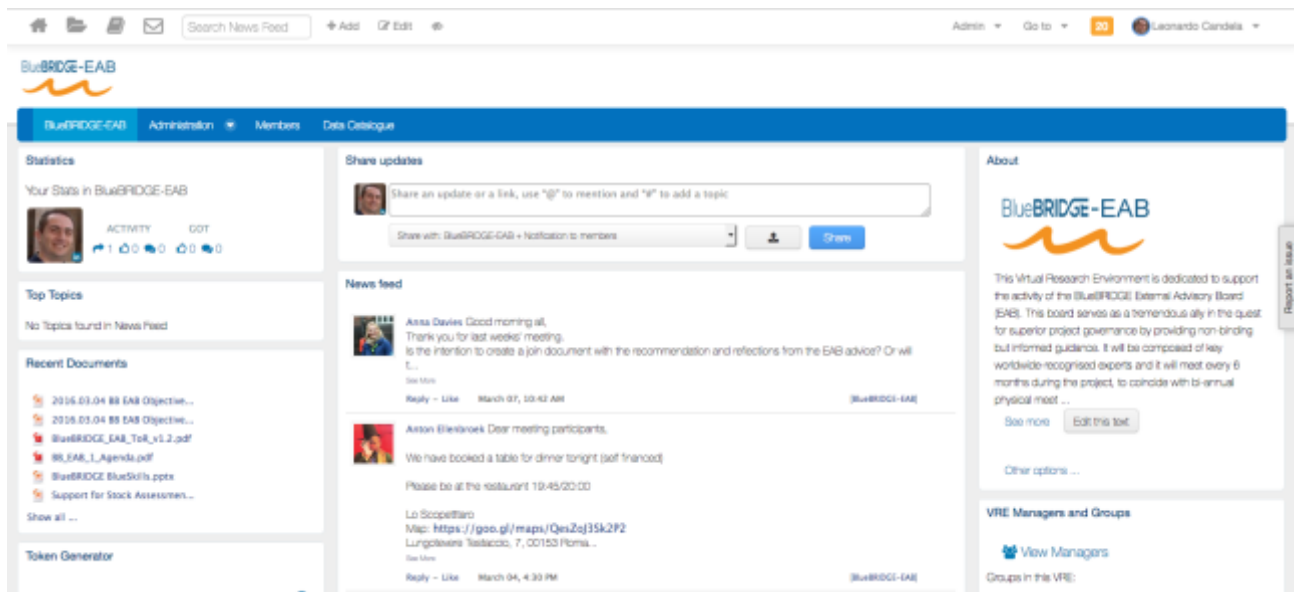 Search News Feed
Add
Edit
Admin
Go to
20
Leonardo Candela
BlueBRIDGE-EAB
BlueBRIDGE-EAB
Administration
Members
Data Catalogue
Statistics
Your Stats in BlueBRIDGE-EAB
ACTIVITY GOT
1 0 0 0 0
Top Topics
No Topics found in News Feed
Recent Documents
2016.03.04 BB EAB Objective...
2016.03.04 BB EAB Objective...
BlueBRIDGE_EAB_ToR_v1.2.pdf
BB_EAB_1_Agenda.pdf
BlueBRIDGE BlueSkills.pptx
Support for Stock Assessmen...
Show all ...
Token Generator
Share updates
Share an update or a link, use "@" to mention and "#" to add a topic
Share with: BlueBRIDGE-EAB + Notification to members
Share
News feed
Anna Davies Good morning all,
Thank you for last weeks' meeting.
Is the intention to create a join document with the recommendation and reflections from the EAB advice? Or will
t...
See More
Reply - Like March 07, 10:42 AM [BlueBRIDGE-EAB]
Anton Ellenbroek Dear meeting participants,
We have booked a table for dinner tonight (self financed)
Please be at the restaurant 19:45/20:00
Lo Scopettaro
Map: https://goo.gl/maps/QesZoJ3Sk2P2
Lungotevere Testaccio, 7, 00153 Roma...
See More
Reply - Like March 04, 4:30 PM [BlueBRIDGE-EAB]
About
BlueBRIDGE-EAB
This Virtual Research Environment is dedicated to support
the activity of the BlueBRIDGE External Advisory Board
(EAB). This board serves as a tremendous ally in the quest
for superior project governance by providing non-binding
but informed guidance. It will be composed of key
worldwide-recognised experts and it will meet every 6
months during the project, to coincide with bi-annual
physical meet ...
See more
Edit this text
Other options ...
VRE Managers and Groups
View Managers
Groups in this VRE:
Report an issue